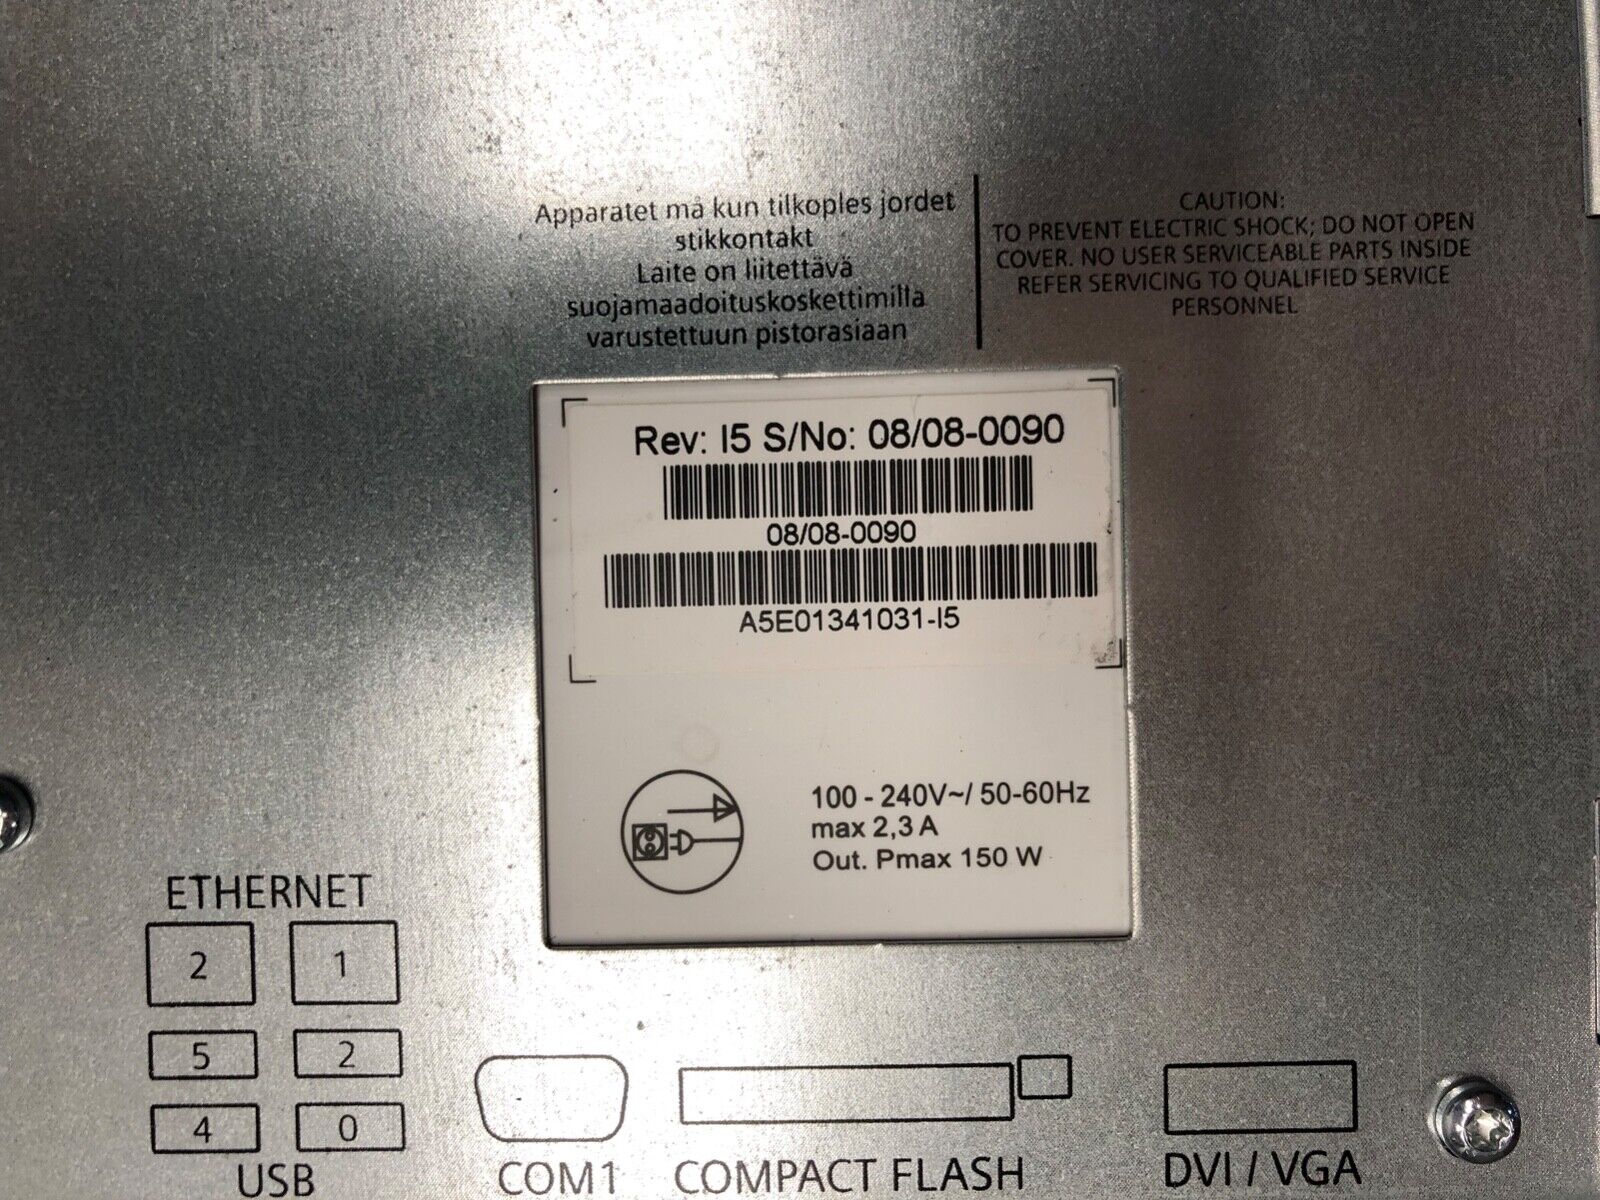 Apparatet må kun tilkoples jordet
stikkontakt
Laite on liitettävä
suojamaadoituskoskettimilla
varustettuun pistorasiaan
CAUTION:
TO PREVENT ELECTRIC SHOCK; DO NOT OPEN
COVER. NO USER SERVICEABLE PARTS INSIDE
REFER SERVICING TO QUALIFIED SERVICE
PERSONNEL
Rev: I5 S/No: 08/08-0090
08/08-0090
A5E01341031-I5
100 - 240V~/ 50-60Hz
max 2,3 A
Out. Pmax 150 W
ETHERNET
2 1
5 2
4 0
USB
COM1
COMPACT FLASH
DVI / VGA